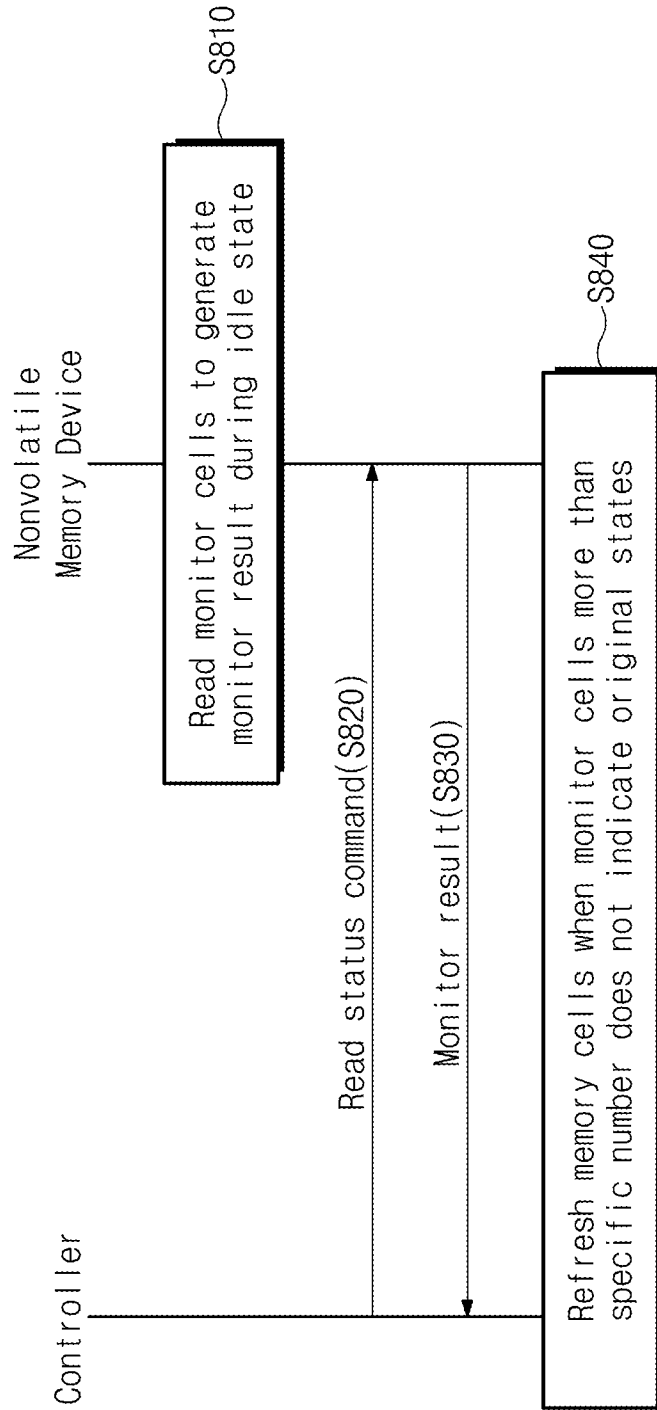 Controller
Nonvolatile
Memory Device
Read monitor cells to generate
monitor result during idle state
S810
Read status command(S820)
Monitor result(S830)
Refresh memory cells when monitor cells more than
specific number does not indicate original states
S840